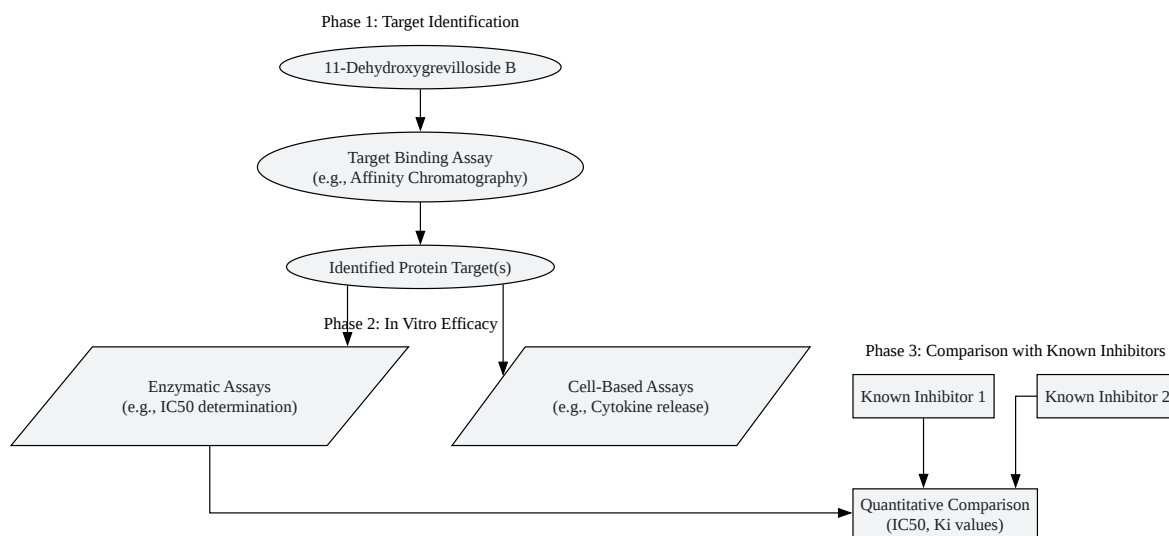 Phase 1: Target Identification
11-Dehydroxygrevilloside B
Target Binding Assay
(e.g., Affinity Chromatography)
Identified Protein Target(s)
Phase 2: In Vitro Efficacy
Enzymatic Assays
(e.g., IC50 determination)
Cell-Based Assays
(e.g., Cytokine release)
Phase 3: Comparison with Known Inhibitors
Known Inhibitor 1
Known Inhibitor 2
Quantitative Comparison
(IC50, Ki values)